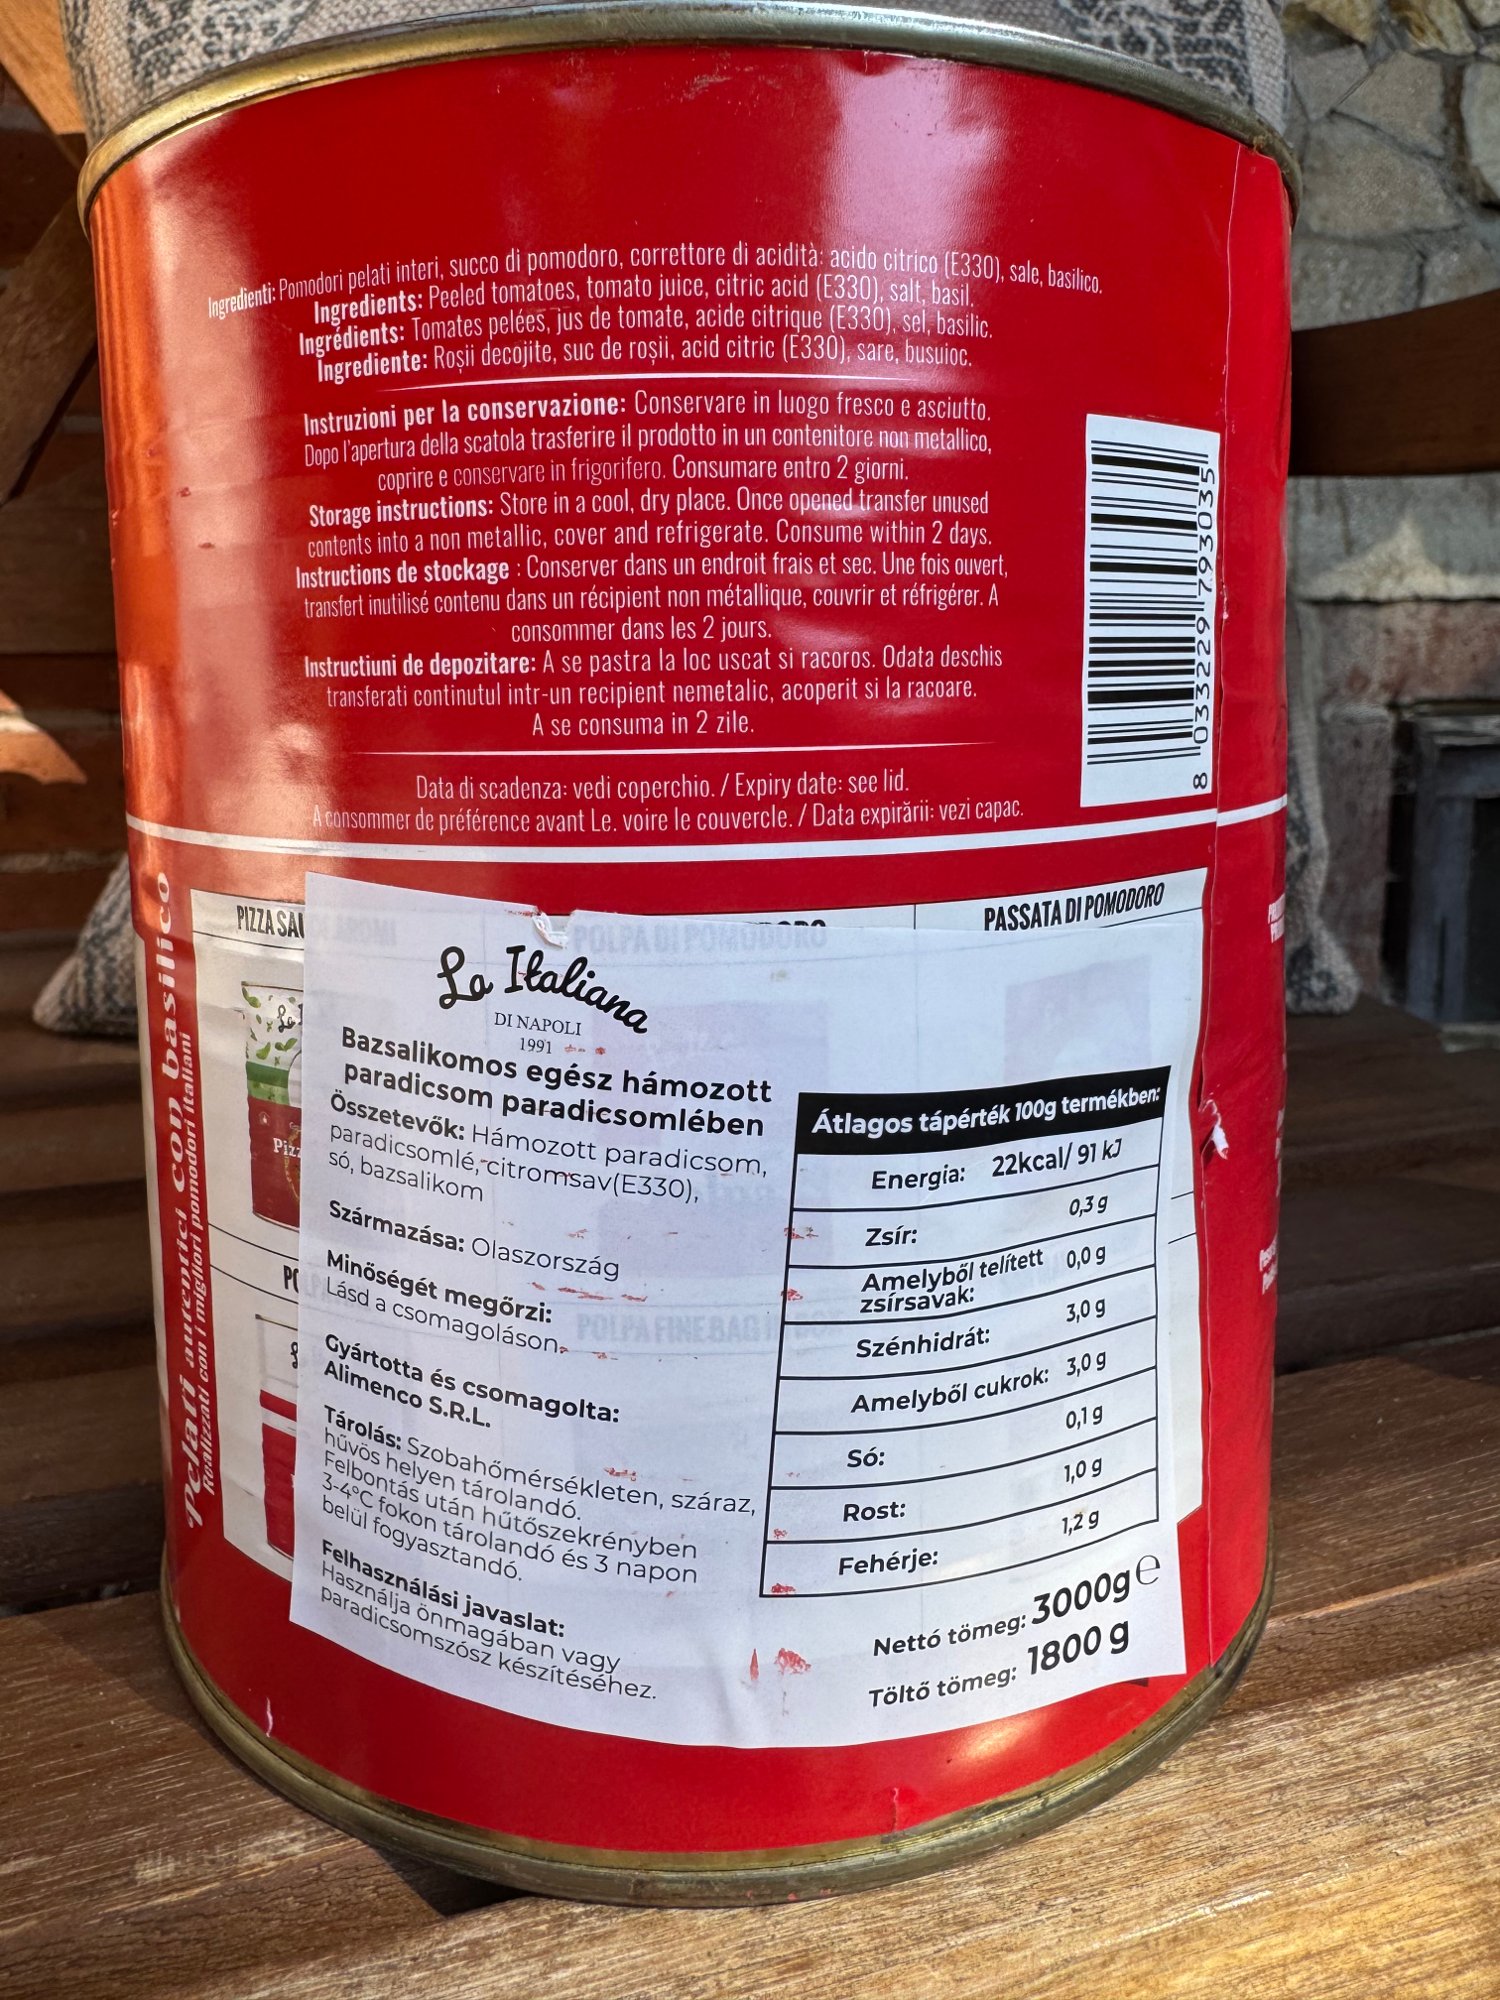 Ingredienti: Pomodori pelati interi, succo di pomodoro, correttore di acidità: acido citrico (E330), sale, basilico.
Ingredients: Peeled tomatoes, tomato juice, citric acid (E330), salt, basil.
Ingrédients: Tomates pelées, jus de tomate, acide citrique (E330), sel, basilic.
Ingrediente: Roșii decojite, suc de roșii, acid citric (E330), sare, busuioc.
Instruzioni per la conservazione: Conservare in luogo fresco e asciutto.
Dopo l'apertura della scatola trasferire il prodotto in un contenitore non metallico,
coprire e conservare in frigorifero. Consumare entro 2 giorni.
Storage instructions: Store in a cool, dry place. Once opened transfer unused
contents into a non metallic, cover and refrigerate. Consume within 2 days.
Instructions de stockage : Conserver dans un endroit frais et sec. Une fois ouvert,
transfert inutilisé contenu dans un récipient non métallique, couvrir et réfrigérer. A
consommer dans les 2 jours.
Instructiuni de depozitare: A se pastra la loc uscat si racoros. Odata deschis
transferati continutul intr-un recipient nemetalic, acoperit si la racoare.
A se consuma in 2 zile.
Data di scadenza: vedi coperchio. / Expiry date: see lid.
A consommer de préférence avant Le. voire le couvercle. / Data expirării: vezi capac.
8 033229 793035
Pelati autentici con basilico
Realizzati con i migliori pomodori italiani
PIZZA SAU
POLPA DI POMODORO
PASSATA DI POMODORO
Pizz
PO
POLPA FINE BAG IN BOX
La Italiana
DI NAPOLI
1991
Bazsalikomos egész hámozott
paradicsom paradicsomlében
Összetevők: Hámozott paradicsom,
paradicsomlé, citromsav(E330),
só, bazsalikom
Származása: Olaszország
Minőségét megőrzi:
Lásd a csomagoláson.
Gyártotta és csomagolta:
Alimenco S.R.L.
Tárolás: Szobahőmérsékleten, száraz,
hűvös helyen tárolandó.
Felbontás után hűtőszekrényben
3-4°C fokon tárolandó és 3 napon
belül fogyasztandó.
Felhasználási javaslat:
Használja önmagában vagy
paradicsomszósz készítéséhez.
Átlagos tápérték 100g termékben:
Energia: 22kcal/ 91 kJ
Zsír: 0,3 g
Amelyből telített zsírsavak: 0,0 g
Szénhidrát: 3,0 g
Amelyből cukrok: 3,0 g
Só: 0,1 g
Rost: 1,0 g
Fehérje: 1,2 g
Nettó tömeg: 3000g ℮
Töltő tömeg: 1800 g